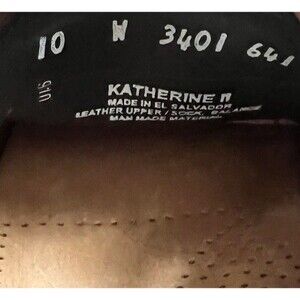 10 W 3401 641
KATHERINE II
MADE IN EL SALVADOR
LEATHER UPPER / SOCK, BALANCE
MAN MADE MATERIAL